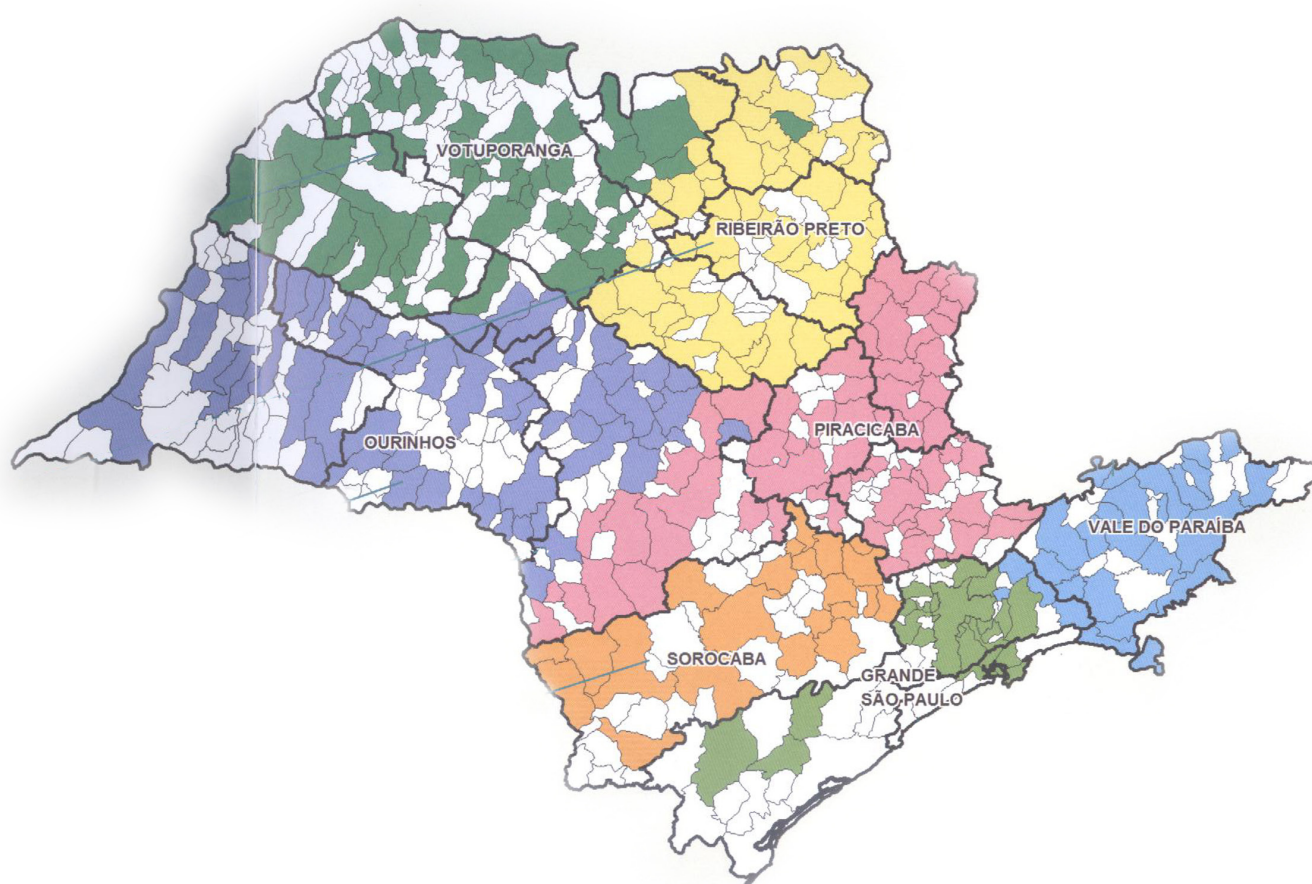 VOTUPORANGA
RIBEIRÃO PRETO
OURINHOS
PIRACICABA
VALE DO PARAÍBA
SOROCABA
GRANDE
SÃO PAULO